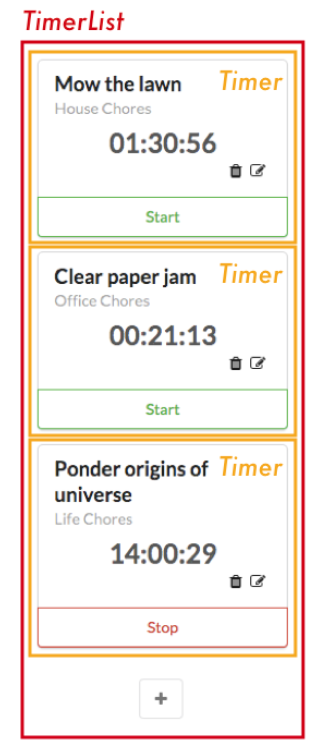 TimerList
Mow the lawn Timer
House Chores
01:30:56
Start
Clear paper jam Timer
Office Chores
00:21:13
Start
Ponder origins of Timer
universe
Life Chores
14:00:29
Stop
+